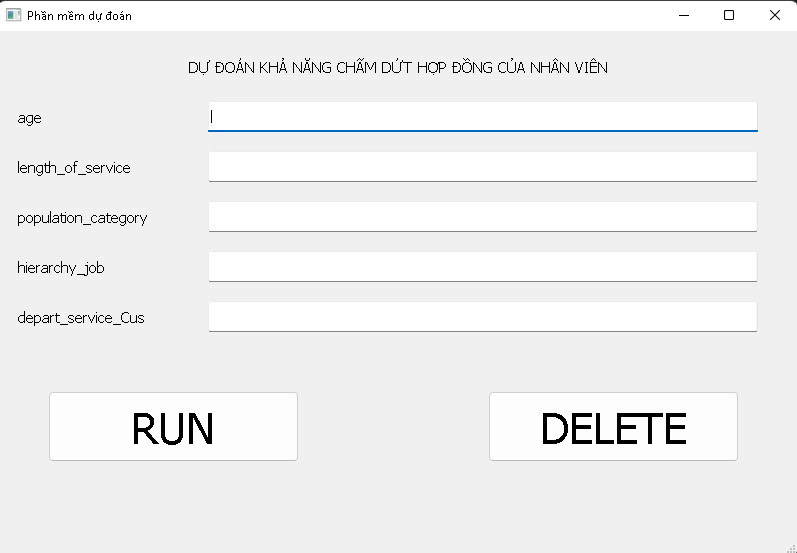 Phần mềm dự đoán
DỰ ĐOÁN KHẢ NĂNG CHẤM DỨT HỢP ĐỒNG CỦA NHÂN VIÊN
age
length_of_service
population_category
hierarchy_job
depart_service_Cus
RUN
DELETE